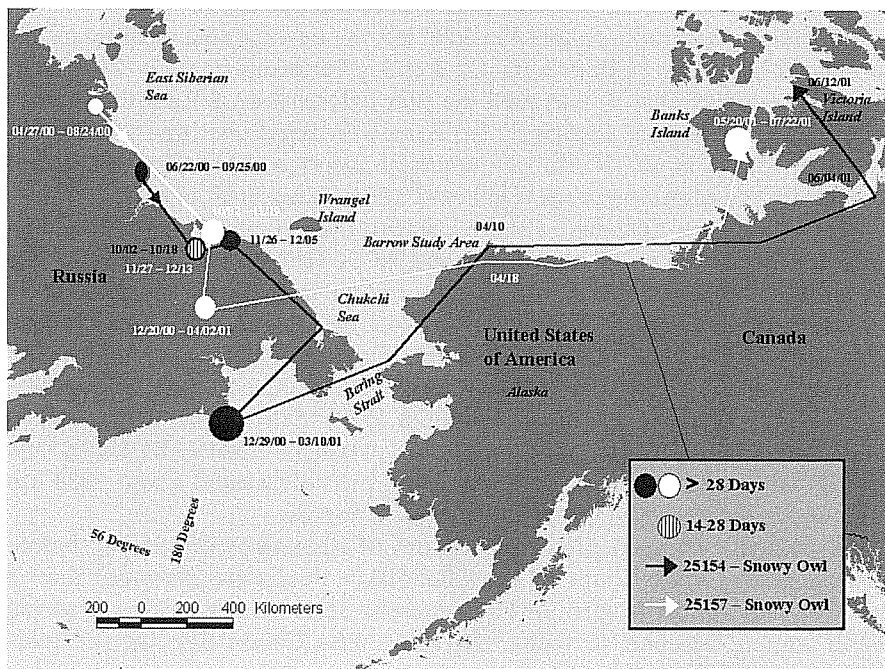 East Siberian
Sea
04/27/00 – 08/24/00
06/22/00 – 09/25/00
Wrangel
Island
10/02 – 10/18
11/26 – 12/05
11/27 – 12/13
Russia
12/20/00 – 04/02/01
Chukchi
Sea
Barrow Study Area
04/10
04/18
Banks
Island
05/20/01 – 07/22/01
06/12/01
Victoria
Island
06/04/01
United States
of America
Alaska
Canada
Bering
Strait
12/29/00 – 03/10/01
56 Degrees
180 Degrees
200 0 200 400 Kilometers
> 28 Days
14-28 Days
25154 – Snowy Owl
25157 – Snowy Owl